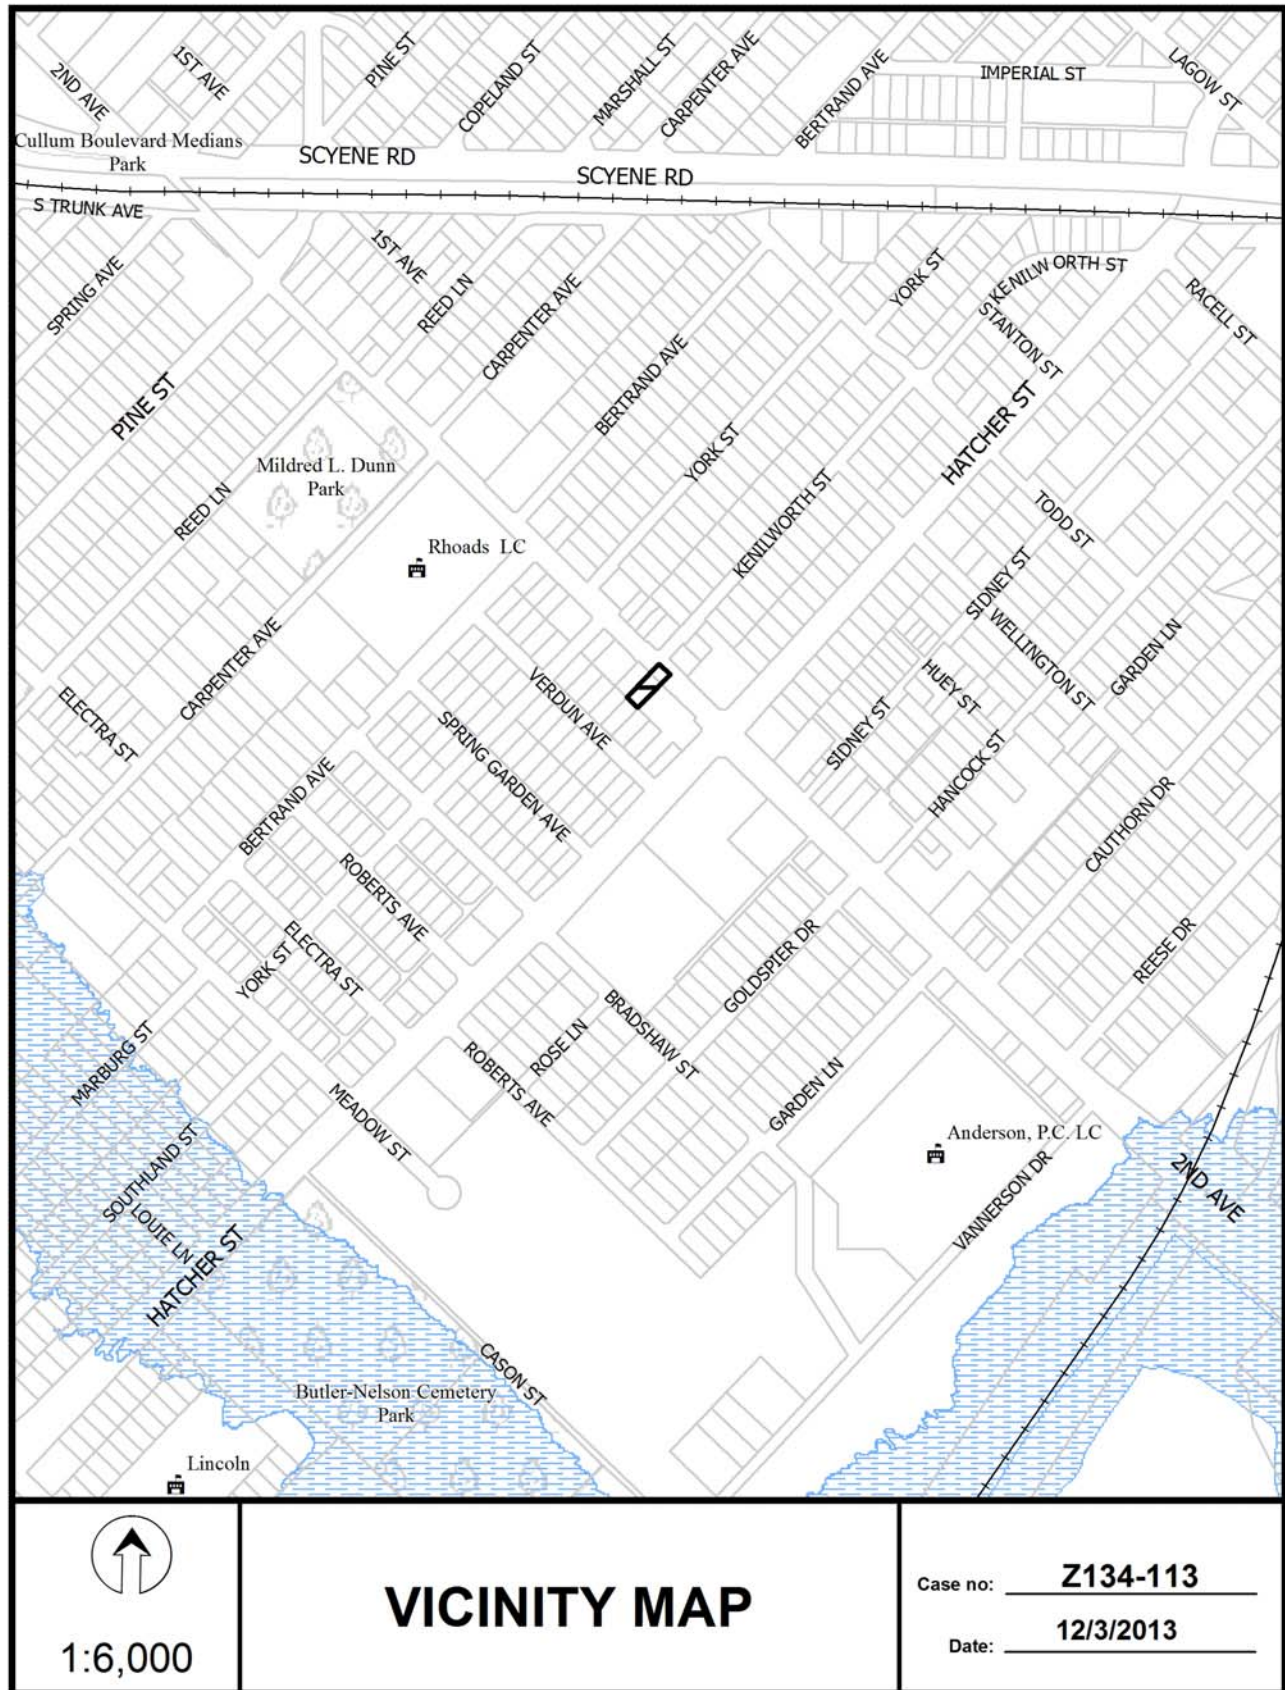 2ND AVE
1ST AVE
PINE ST
COPELAND ST
MARSHALL ST
CARPENTER AVE
BERTRAND AVE
IMPERIAL ST
LAGOW ST
Cullum Boulevard Medians
Park
SCYENE RD
SCYENE RD
S TRUNK AVE
SPRING AVE
1ST AVE
REED LN
CARPENTER AVE
YORK ST
KENILWORTH ST
STANTON ST
RACELL ST
BERTRAND AVE
PINE ST
HATCHER ST
YORK ST
Mildred L. Dunn
Park
REED LN
KENILWORTH ST
TODD ST
Rhoads LC
SIDNEY ST
WELLINGTON ST
GARDEN LN
CARPENTER AVE
HUEY ST
ELECTRA ST
VERDUN AVE
SIDNEY ST
SPRING GARDEN AVE
HANCOCK ST
BERTRAND AVE
CAUTHORN DR
ROBERTS AVE
ELECTRA ST
YORK ST
GOLDSPIER DR
REESE DR
BRADSHAW ST
ROSE LN
MARBURG ST
ROBERTS AVE
MEADOW ST
GARDEN LN
Anderson, P.C. LC
SOUTHLAND ST
LOUIE LN
VANNERSON DR
2ND AVE
HATCHER ST
CASON ST
Butler-Nelson Cemetery
Park
Lincoln
1:6,000
VICINITY MAP
Case no: Z134-113
Date: 12/3/2013